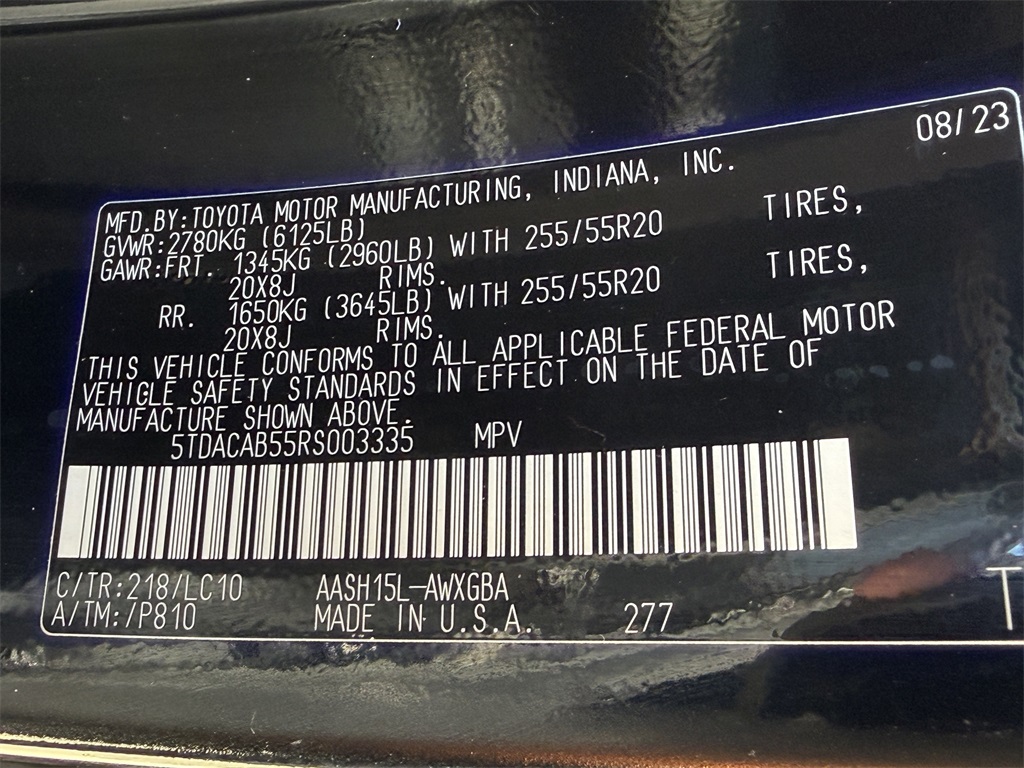 08/23
MFD.BY:TOYOTA MOTOR MANUFACTURING, INDIANA, INC.
GVWR:2780KG (6125LB)
GAWR:FRT. 1345KG (2960LB) WITH 255/55R20 TIRES,
20X8J RIMS.
RR. 1650KG (3645LB) WITH 255/55R20 TIRES,
20X8J RIMS.
THIS VEHICLE CONFORMS TO ALL APPLICABLE FEDERAL MOTOR
VEHICLE SAFETY STANDARDS IN EFFECT ON THE DATE OF
MANUFACTURE SHOWN ABOVE.
5TDACAB55RS003335 MPV
C/TR:218/LC10 AASH15L-AWXGBA
A/TM:/P810 MADE IN U.S.A. 277
T